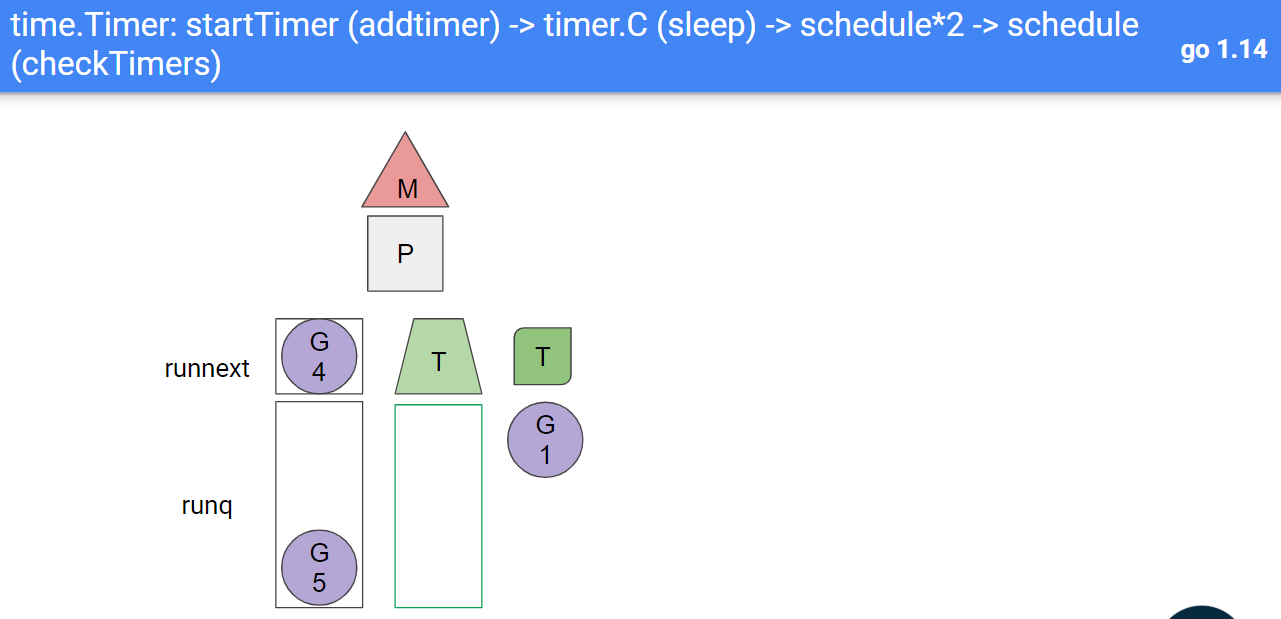 time.Timer: startTimer (addtimer) -> timer.C (sleep) -> schedule*2 -> schedule
(checkTimers)
go 1.14
M
P
runnext
G
4
T
T
G
1
runq
G
5